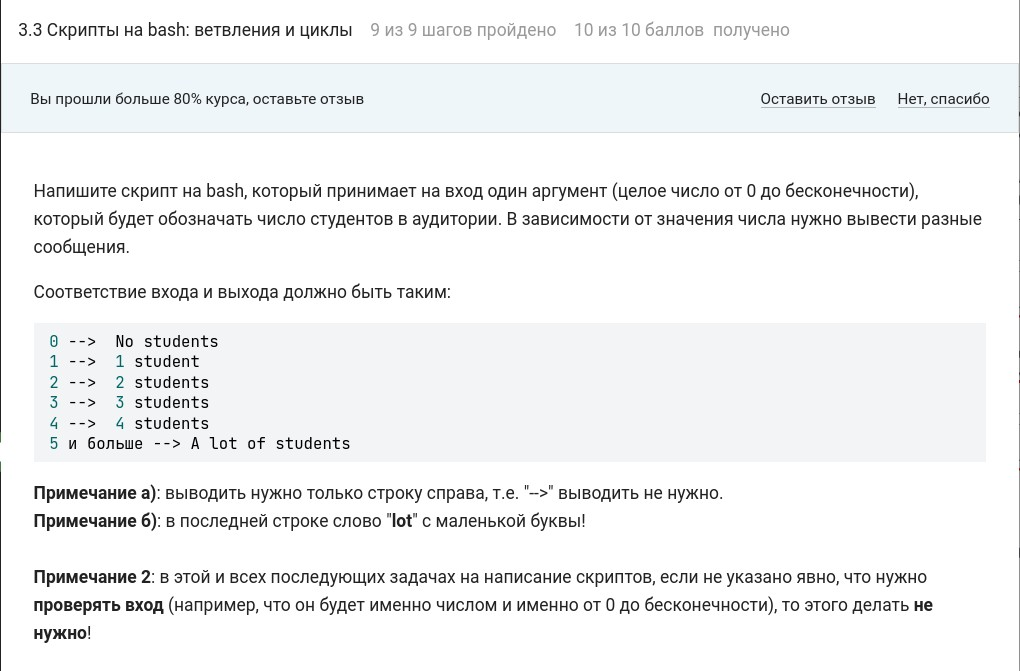 3.3 Скрипты на bash: ветвления и циклы 9 из 9 шагов пройдено 10 из 10 баллов получено
Вы прошли больше 80% курса, оставьте отзыв Оставить отзыв Нет, спасибо
Напишите скрипт на bash, который принимает на вход один аргумент (целое число от 0 до бесконечности),
который будет обозначать число студентов в аудитории. В зависимости от значения числа нужно вывести разные
сообщения.
Соответствие входа и выхода должно быть таким:
0 --> No students
1 --> 1 student
2 --> 2 students
3 --> 3 students
4 --> 4 students
5 и больше --> A lot of students
Примечание а): выводить нужно только строку справа, т.е. "-->" выводить не нужно.
Примечание б): в последней строке слово "lot" с маленькой буквы!
Примечание 2: в этой и всех последующих задачах на написание скриптов, если не указано явно, что нужно
проверять вход (например, что он будет именно числом и именно от 0 до бесконечности), то этого делать не
нужно!